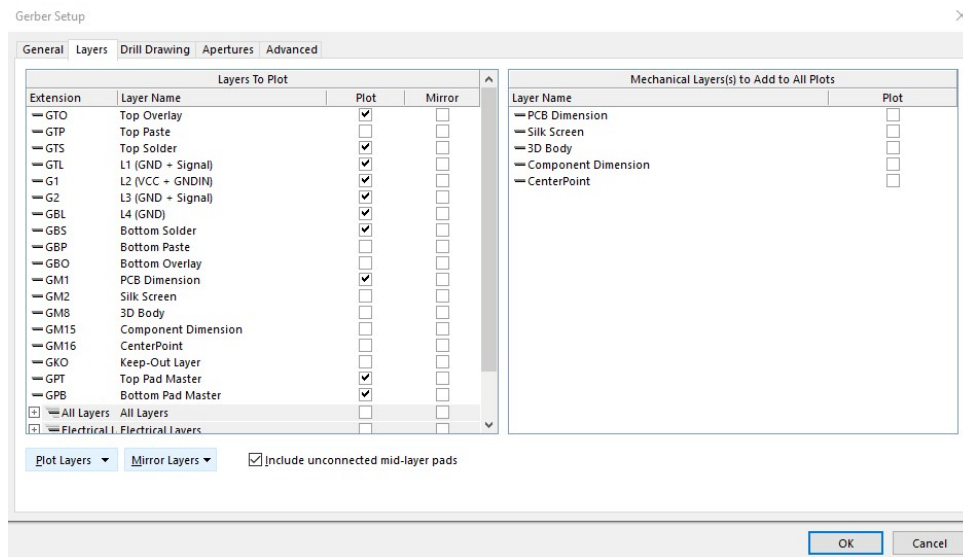 Gerber Setup
General Layers Drill Drawing Apertures Advanced
Layers To Plot
Extension Layer Name Plot Mirror
GTO Top Overlay
GTP Top Paste
GTS Top Solder
GTL L1 (GND + Signal)
G1 L2 (VCC + GNDIN)
G2 L3 (GND + Signal)
GBL L4 (GND)
GBS Bottom Solder
GBP Bottom Paste
GBO Bottom Overlay
GM1 PCB Dimension
GM2 Silk Screen
GM8 3D Body
GM15 Component Dimension
GM16 CenterPoint
GKO Keep-Out Layer
GPT Top Pad Master
GPB Bottom Pad Master
All Layers All Layers
Electrical L Electrical Layers
Mechanical Layers(s) to Add to All Plots
Layer Name Plot
PCB Dimension
Silk Screen
3D Body
Component Dimension
CenterPoint
Plot Layers Mirror Layers Include unconnected mid-layer pads
OK Cancel